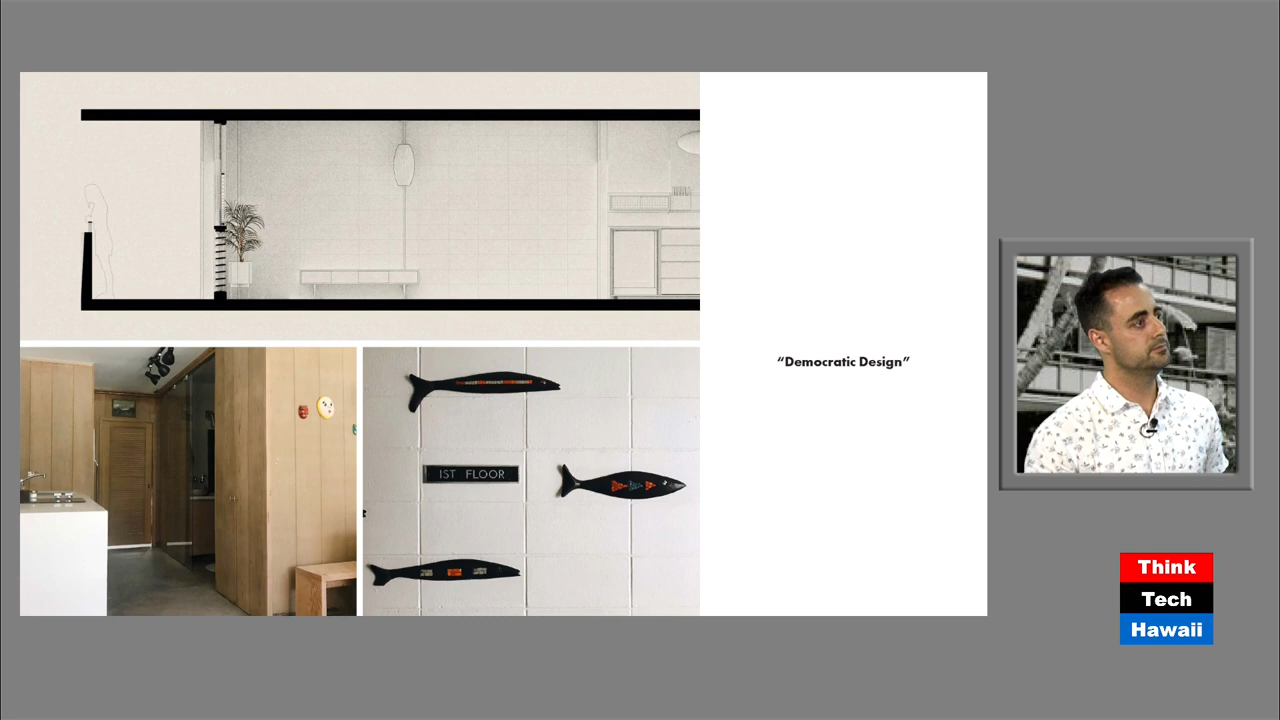 1ST FLOOR
“Democratic Design”
Think
Tech
Hawaii